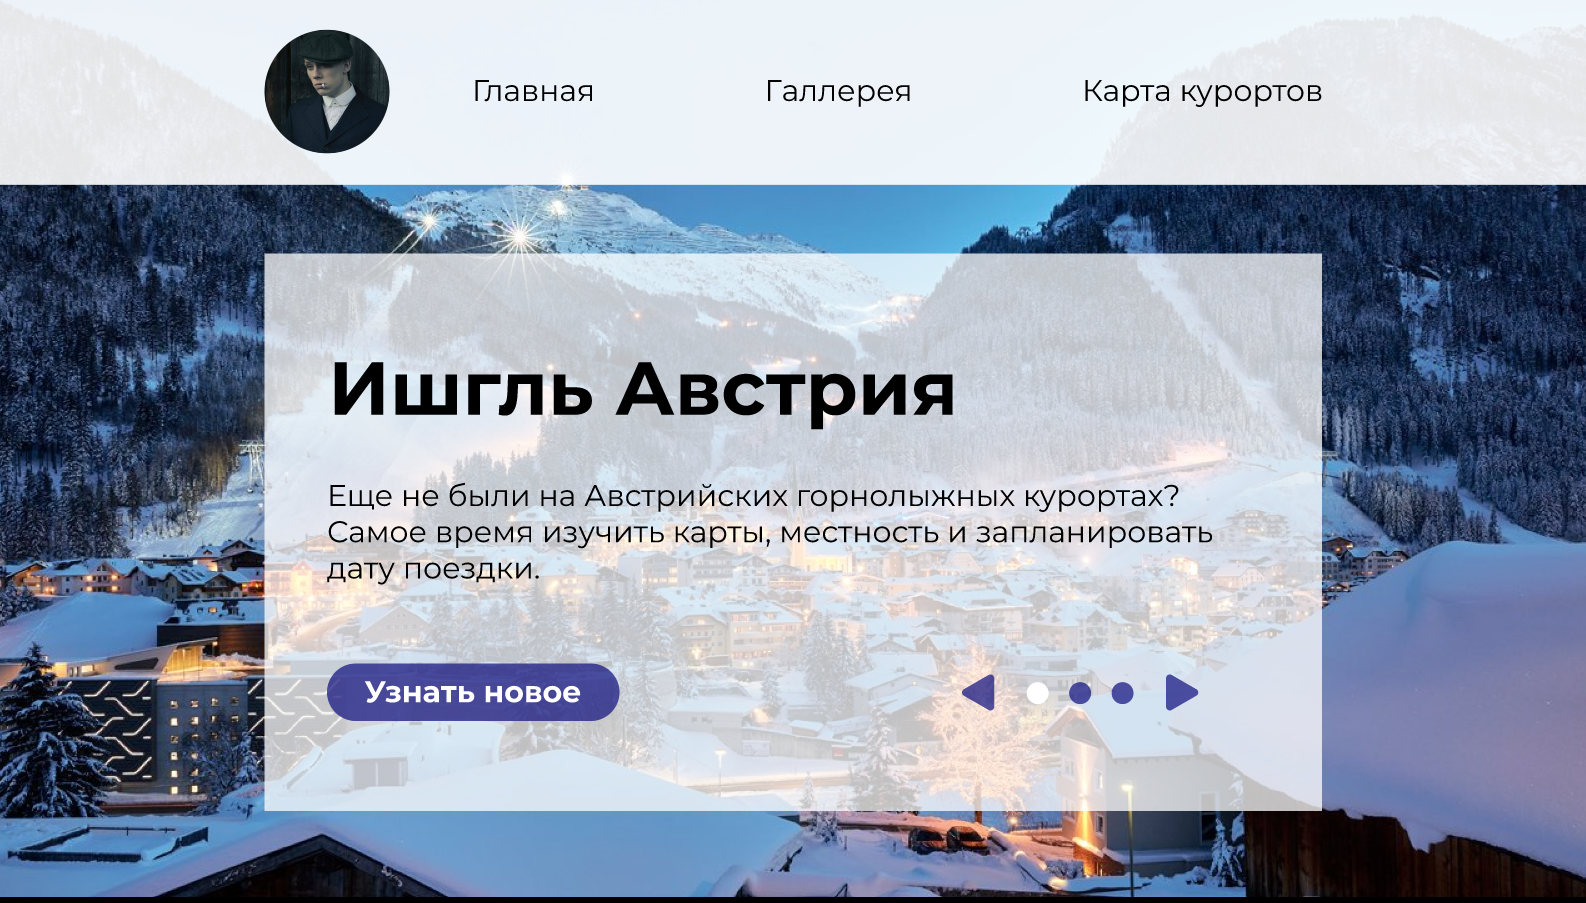 Главная
Галлерея
Карта курортов
Ишгль Австрия
Еще не были на Австрийских горнолыжных курортах?
Самое время изучить карты, местность и запланировать
дату поездки.
Узнать новое